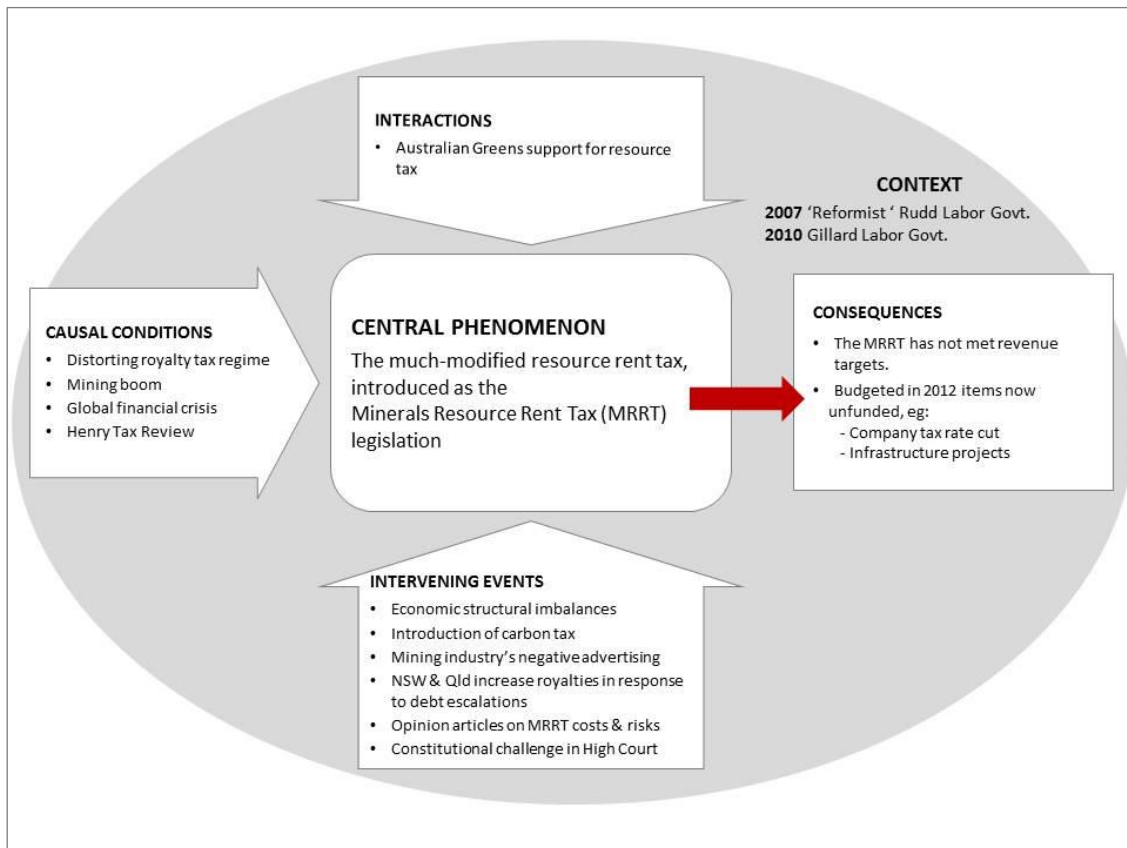 INTERACTIONS
• Australian Greens support for resource
tax
CONTEXT
2007 ‘Reformist ‘ Rudd Labor Govt.
2010 Gillard Labor Govt.
CAUSAL CONDITIONS
• Distorting royalty tax regime
• Mining boom
• Global financial crisis
• Henry Tax Review
CENTRAL PHENOMENON
The much-modified resource rent tax,
introduced as the
Minerals Resource Rent Tax (MRRT)
legislation
CONSEQUENCES
• The MRRT has not met revenue
targets.
• Budgeted in 2012 items now
unfunded, eg:
- Company tax rate cut
- Infrastructure projects
INTERVENING EVENTS
• Economic structural imbalances
• Introduction of carbon tax
• Mining industry’s negative advertising
• NSW & Qld increase royalties in response
to debt escalations
• Opinion articles on MRRT costs & risks
• Constitutional challenge in High Court